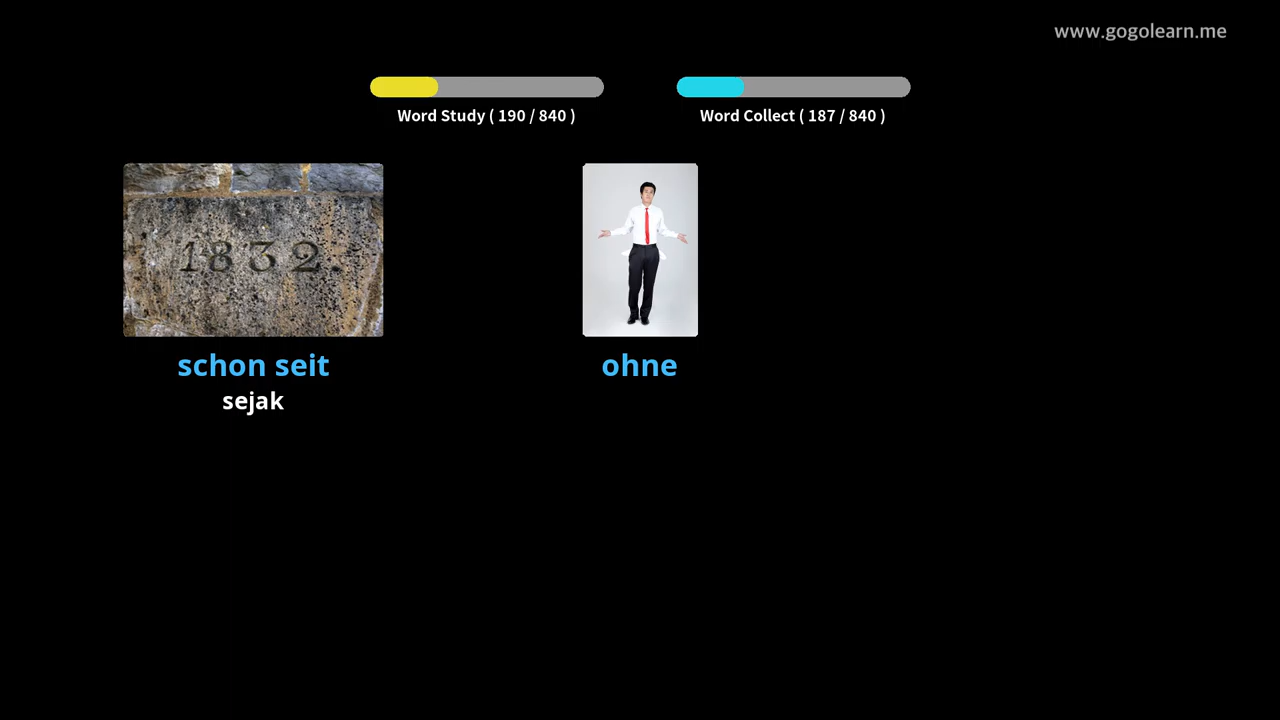 www.gogolearn.me
Word Study ( 190 / 840 )
Word Collect ( 187 / 840 )
1832.
schon seit
ohne
sejak